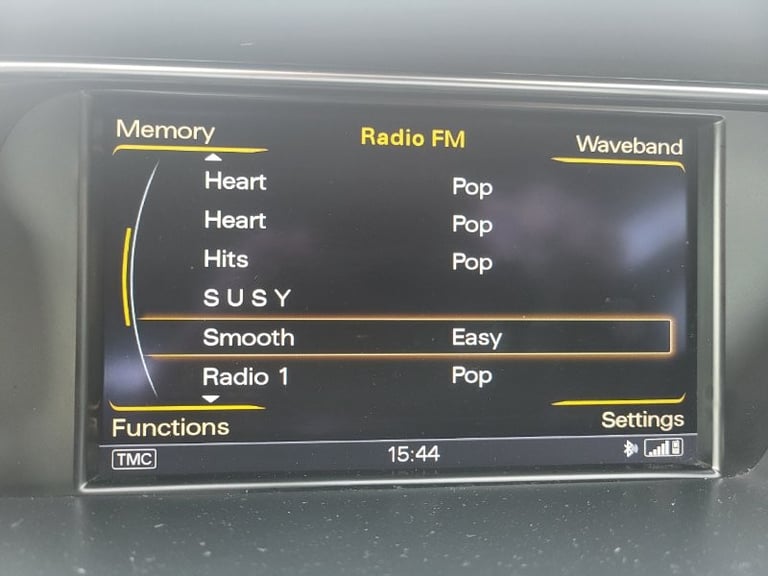 Memory Radio FM Waveband
Heart Pop
Heart Pop
Hits Pop
S U S Y
Smooth Easy
Radio 1 Pop
Functions Settings
TMC 15:44